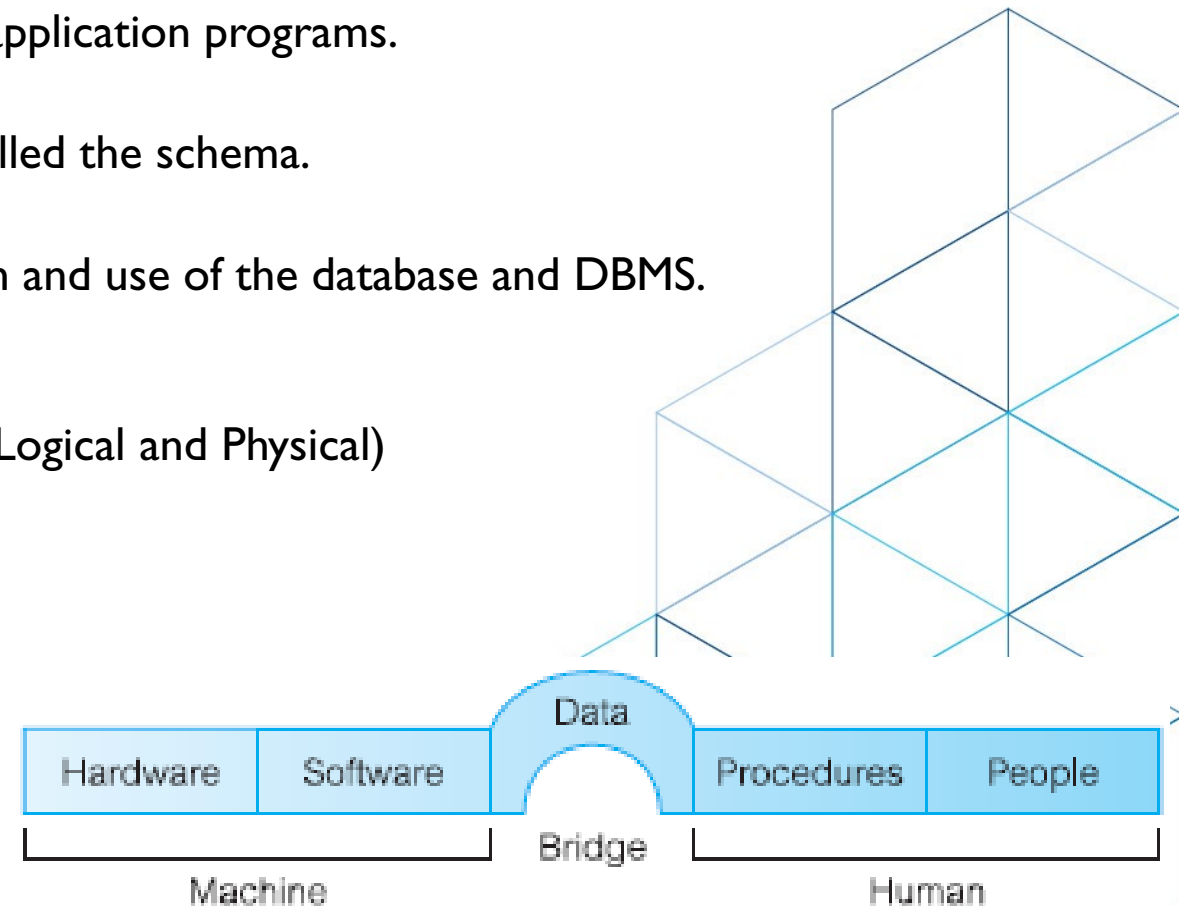 application programs.
lled the schema.
and use of the database and DBMS.
Logical and Physical)
Data
Hardware Software Procedures People
Bridge
Machine Human